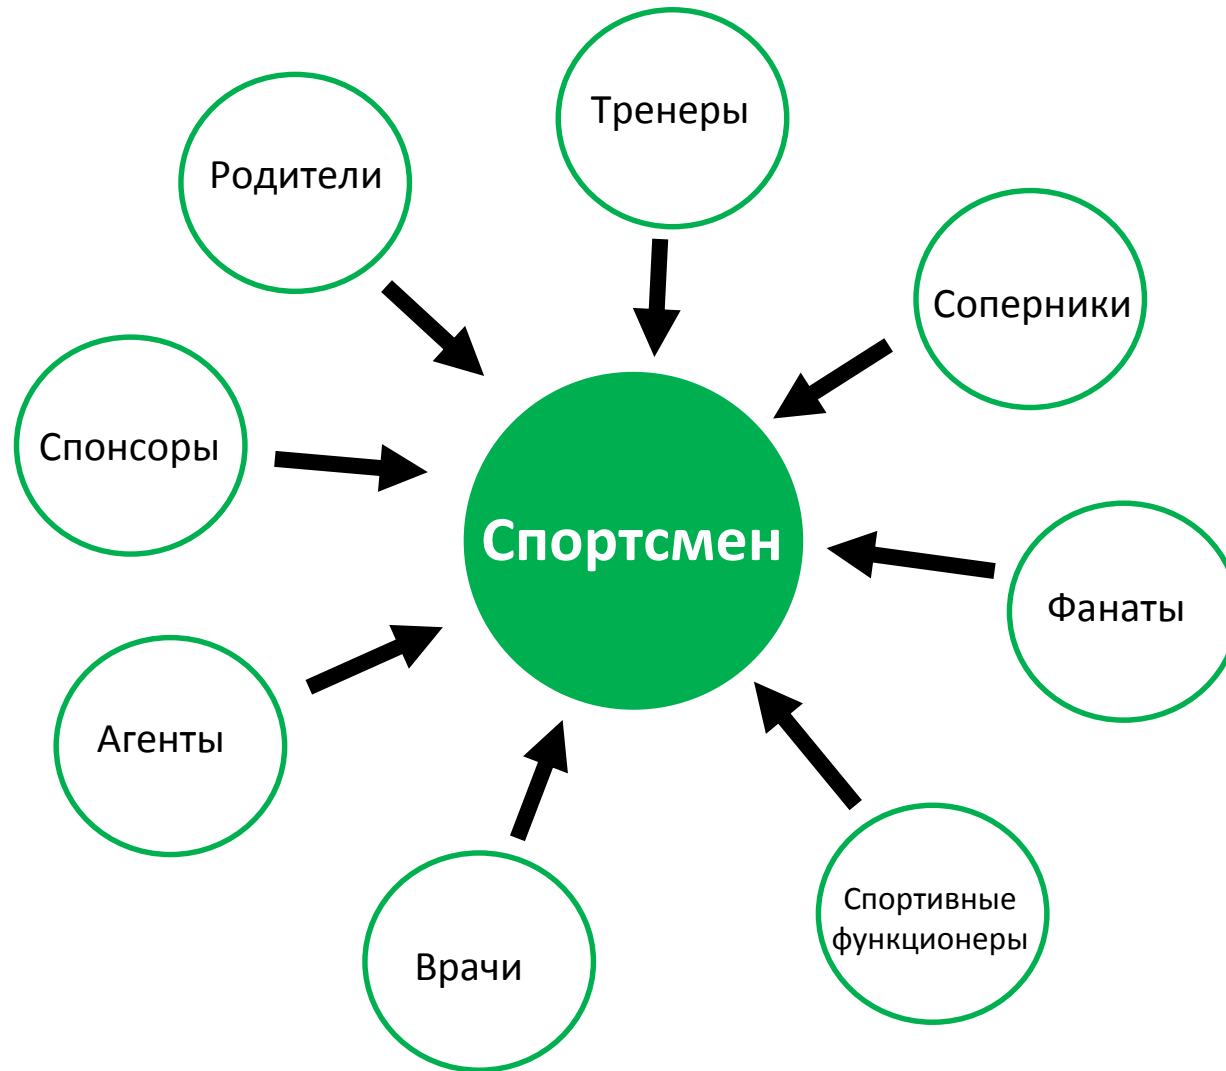 Тренеры
Родители
Соперники
Спонсоры
Спортсмен
Фанаты
Агенты
Спортивные
функционеры
Врачи